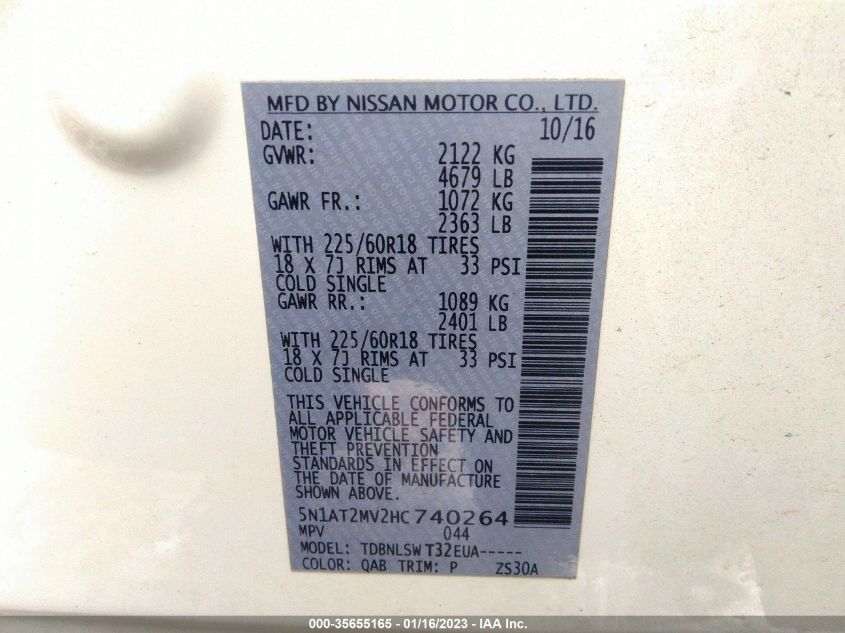 MFD BY NISSAN MOTOR CO., LTD.
DATE: 10/16
GVWR: 2122 KG
4679 LB
GAWR FR.: 1072 KG
2363 LB
WITH 225/60R18 TIRES
18 X 7J RIMS AT 33 PSI
COLD SINGLE
GAWR RR.: 1089 KG
2401 LB
WITH 225/60R18 TIRES
18 X 7J RIMS AT 33 PSI
COLD SINGLE
THIS VEHICLE CONFORMS TO
ALL APPLICABLE FEDERAL
MOTOR VEHICLE SAFETY AND
THEFT PREVENTION
STANDARDS IN EFFECT ON
THE DATE OF MANUFACTURE
SHOWN ABOVE.
5N1AT2MV2HC740264
MPV 044
MODEL: TDBNLSW T32EUA-----
COLOR: QAB TRIM: P ZS30A
000-35655165 - 01/16/2023 - IAA Inc.